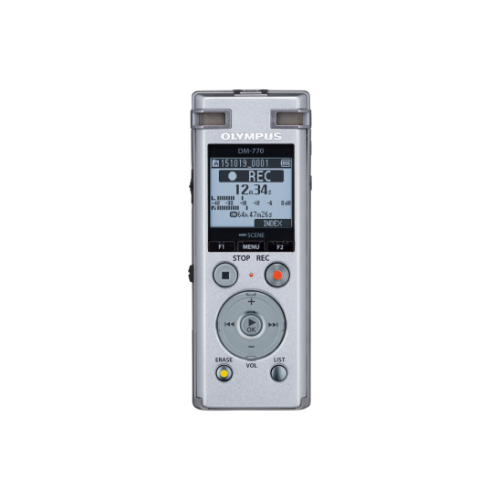 OLYMPUS
DM-770
151019_0001
REC
12M34S
-40 -20 -12 -6 0dB
64H47M26S
INDEX
SCENE
F1 MENU F2
STOP REC
+
OK
–
ERASE LIST
VOL